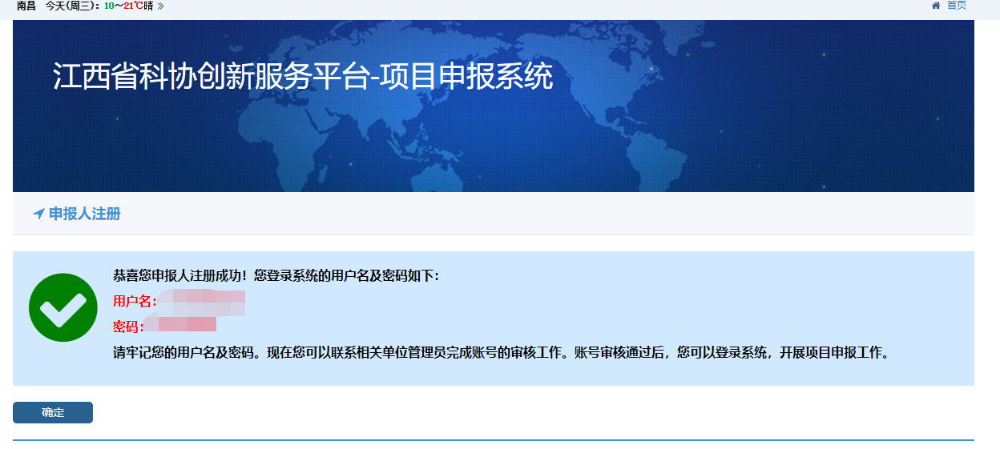 南昌 今天(周三)：10～21℃晴
首页
江西省科协创新服务平台-项目申报系统
申报人注册
恭喜您申报人注册成功！您登录系统的用户名及密码如下：
用户名：
密码：
请牢记您的用户名及密码。现在您可以联系相关单位管理员完成账号的审核工作。账号审核通过后，您可以登录系统，开展项目申报工作。
确定